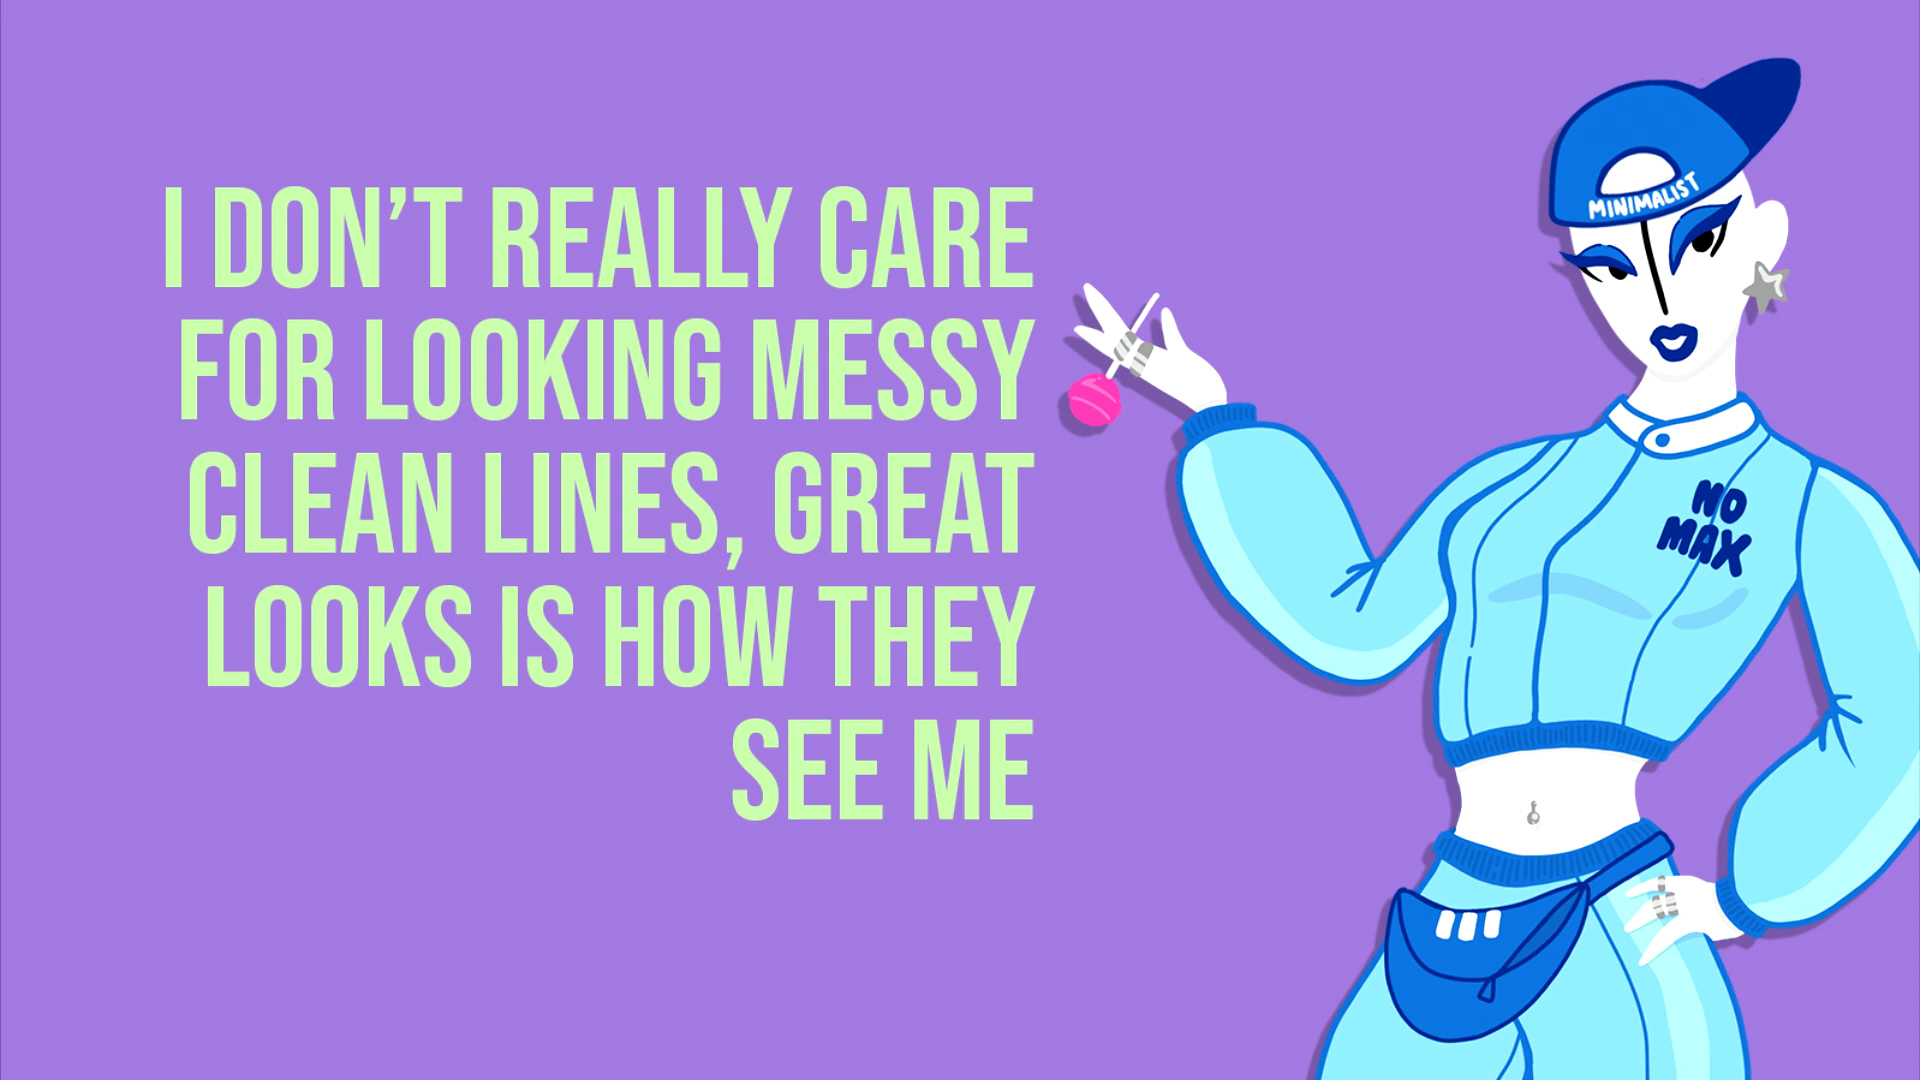 I DON’T REALLY CARE
FOR LOOKING MESSY
CLEAN LINES, GREAT
LOOKS IS HOW THEY
SEE ME
MINIMALIST
NO
MAX